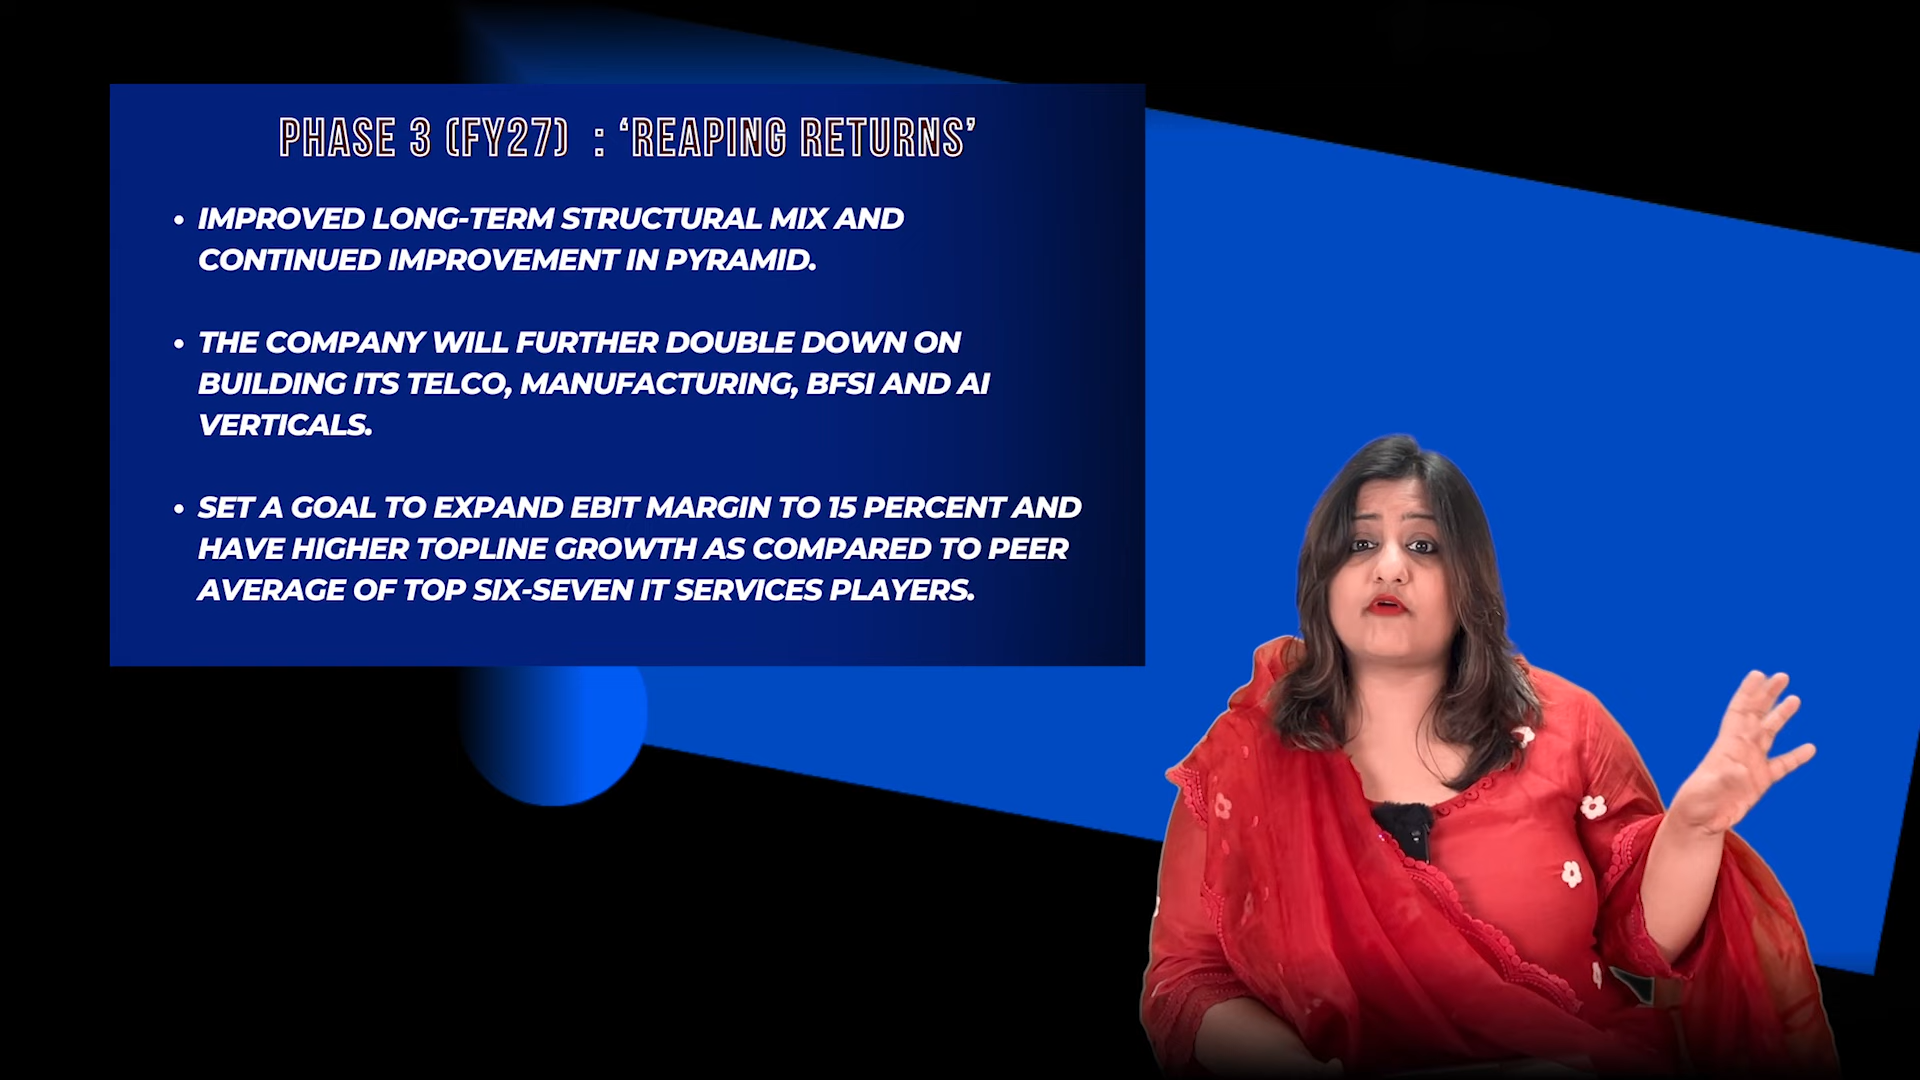 PHASE 3 (FY27) : ‘REAPING RETURNS’
• IMPROVED LONG-TERM STRUCTURAL MIX AND
CONTINUED IMPROVEMENT IN PYRAMID.
• THE COMPANY WILL FURTHER DOUBLE DOWN ON
BUILDING ITS TELCO, MANUFACTURING, BFSI AND AI
VERTICALS.
• SET A GOAL TO EXPAND EBIT MARGIN TO 15 PERCENT AND
HAVE HIGHER TOPLINE GROWTH AS COMPARED TO PEER
AVERAGE OF TOP SIX-SEVEN IT SERVICES PLAYERS.